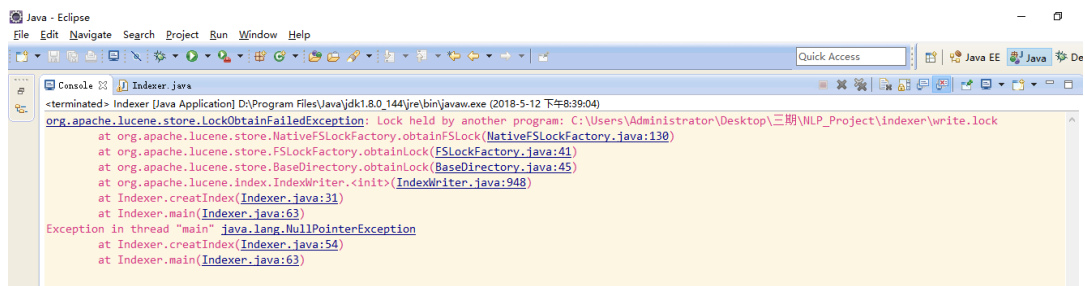 Java - Eclipse
File Edit Navigate Search Project Run Window Help
Quick Access Java EE Java De
Console Indexer.java
<terminated> Indexer [Java Application] D:\Program Files\Java\jdk1.8.0_144\jre\bin\javaw.exe (2018-5-12 下午8:39:04)
org.apache.lucene.store.LockObtainFailedException: Lock held by another program: C:\Users\Administrator\Desktop\三期\NLP_Project\indexer\write.lock
at org.apache.lucene.store.NativeFSLockFactory.obtainFSLock(NativeFSLockFactory.java:130)
at org.apache.lucene.store.FSLockFactory.obtainLock(FSLockFactory.java:41)
at org.apache.lucene.store.BaseDirectory.obtainLock(BaseDirectory.java:45)
at org.apache.lucene.index.IndexWriter.<init>(IndexWriter.java:948)
at Indexer.creatIndex(Indexer.java:31)
at Indexer.main(Indexer.java:63)
Exception in thread "main" java.lang.NullPointerException
at Indexer.creatIndex(Indexer.java:54)
at Indexer.main(Indexer.java:63)